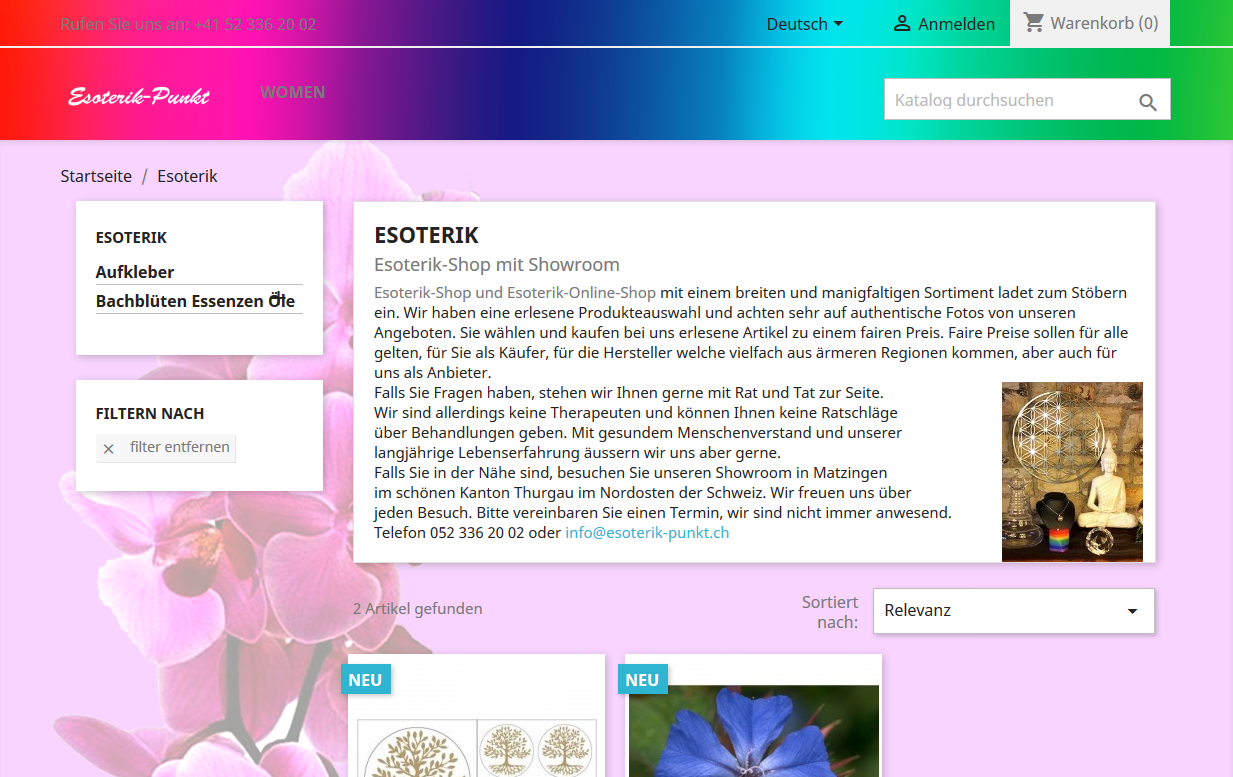 Rufen Sie uns an: +41 52 336 20 02
Deutsch
Anmelden
Warenkorb (0)
Esoterik-Punkt
WOMEN
Katalog durchsuchen
Startseite / Esoterik
ESOTERIK
Aufkleber
Bachblüten Essenzen Öle
FILTERN NACH
filter entfernen
ESOTERIK
Esoterik-Shop mit Showroom
Esoterik-Shop und Esoterik-Online-Shop mit einem breiten und manigfaltigen Sortiment ladet zum Stöbern
ein. Wir haben eine erlesene Produkteauswahl und achten sehr auf authentische Fotos von unseren
Angeboten. Sie wählen und kaufen bei uns erlesene Artikel zu einem fairen Preis. Faire Preise sollen für alle
gelten, für Sie als Käufer, für die Hersteller welche vielfach aus ärmeren Regionen kommen, aber auch für
uns als Anbieter.
Falls Sie Fragen haben, stehen wir Ihnen gerne mit Rat und Tat zur Seite.
Wir sind allerdings keine Therapeuten und können Ihnen keine Ratschläge
über Behandlungen geben. Mit gesundem Menschenverstand und unserer
langjährige Lebenserfahrung äussern wir uns aber gerne.
Falls Sie in der Nähe sind, besuchen Sie unseren Showroom in Matzingen
im schönen Kanton Thurgau im Nordosten der Schweiz. Wir freuen uns über
jeden Besuch. Bitte vereinbaren Sie einen Termin, wir sind nicht immer anwesend.
Telefon 052 336 20 02 oder info@esoterik-punkt.ch
2 Artikel gefunden
Sortiert
nach:
Relevanz
NEU
NEU